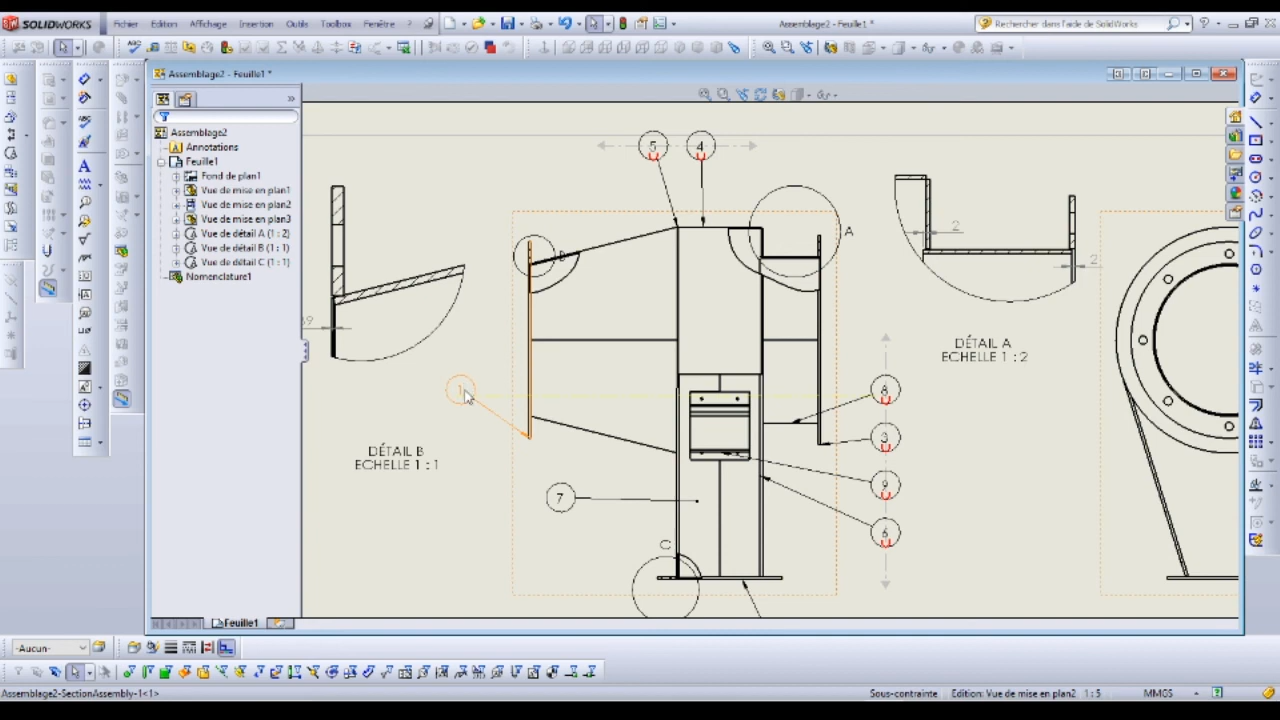 SOLIDWORKS
Fichier Edition Affichage Insertion Outils Toolbox Fenêtre ?
Assemblage2 - Feuille1 *
Rechercher dans l'aide de SolidWorks
Assemblage2 - Feuille1 *
Assemblage2
Annotations
Feuille1
Fond de plan1
Vue de mise en plan1
Vue de mise en plan2
Vue de mise en plan3
Vue de détail A (1 : 2)
Vue de détail B (1 : 1)
Vue de détail C (1 : 1)
Nomenclature1
5
4
A
B
2
2
DÉTAIL A
ECHELLE 1 : 2
1
8
3
9
6
7
C
DÉTAIL B
ECHELLE 1 : 1
Feuille1
-Aucun-
Assemblage2-SectionAssembly-1<1>
Sous-contrainte
Edition: Vue de mise en plan2
1 : 5
MMGS